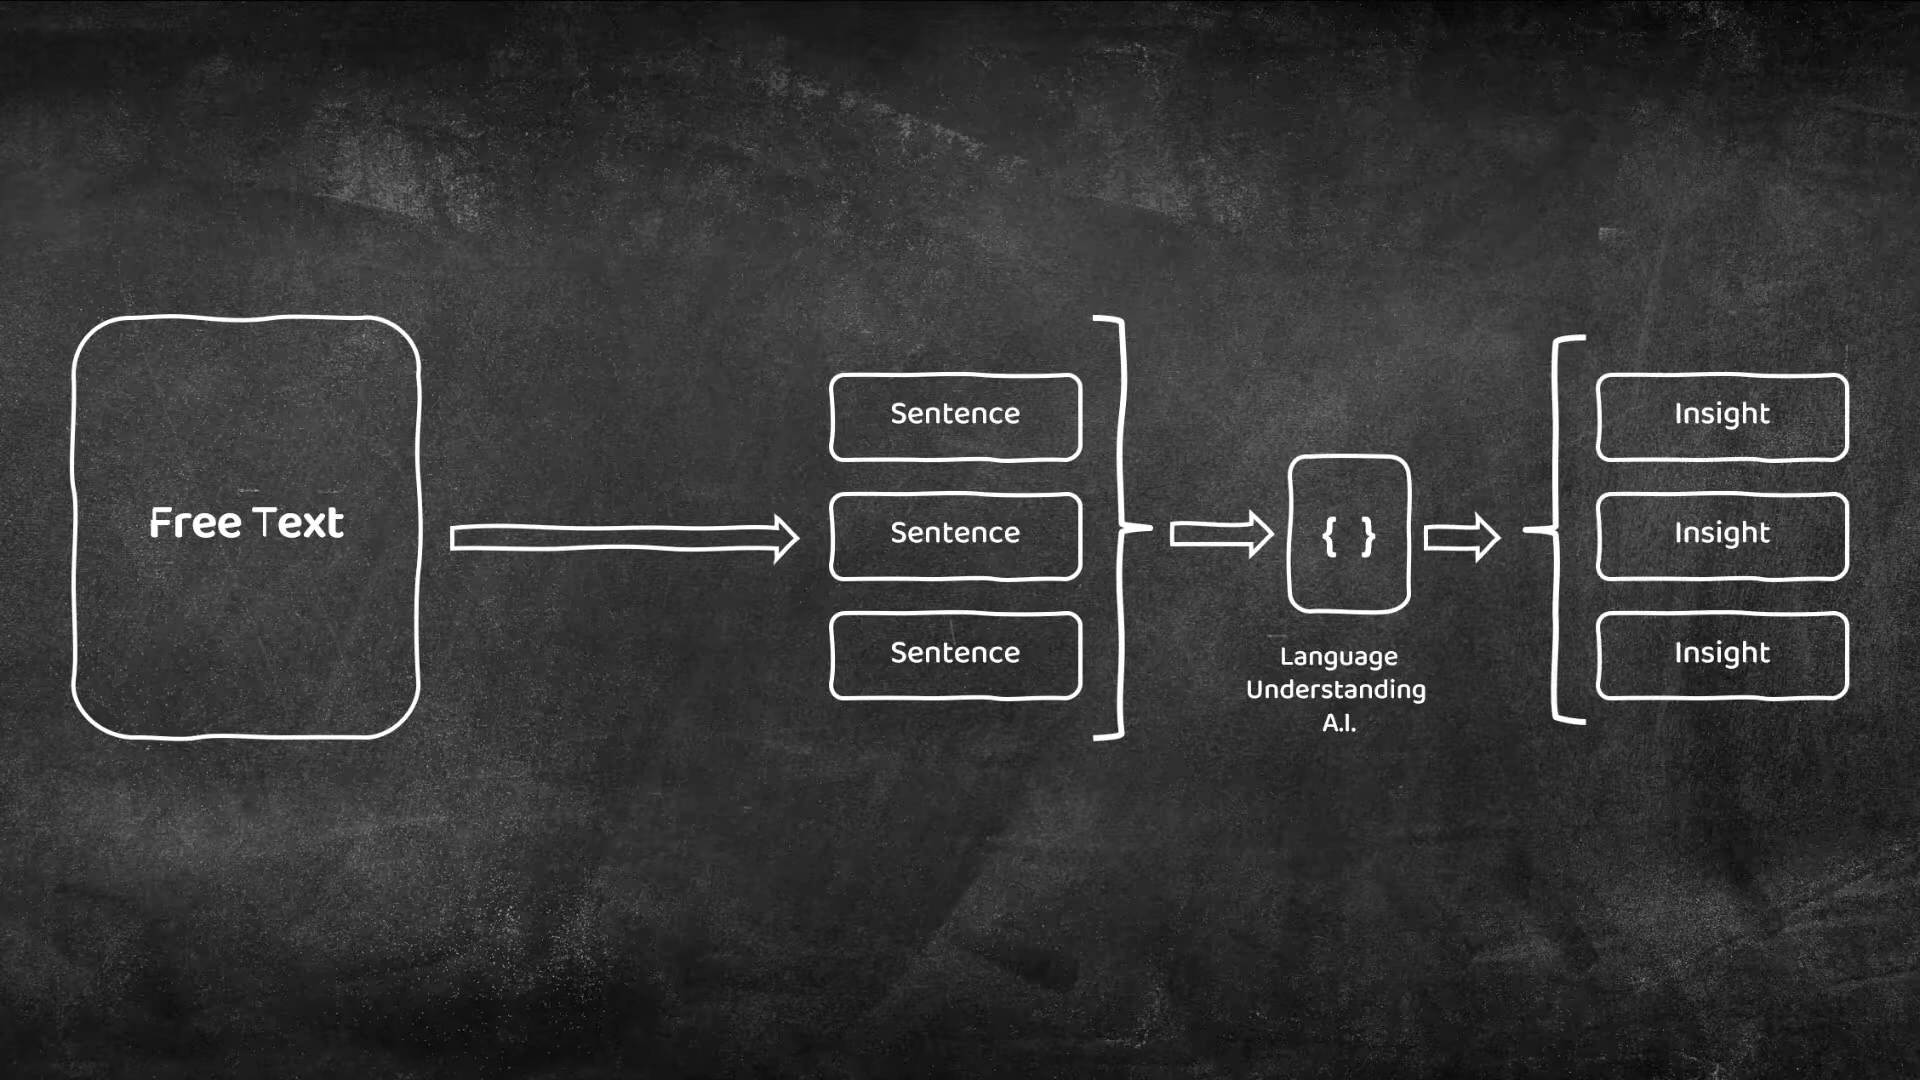 Free Text
Sentence
Sentence
Sentence
{ }
Language
Understanding
A.I.
Insight
Insight
Insight